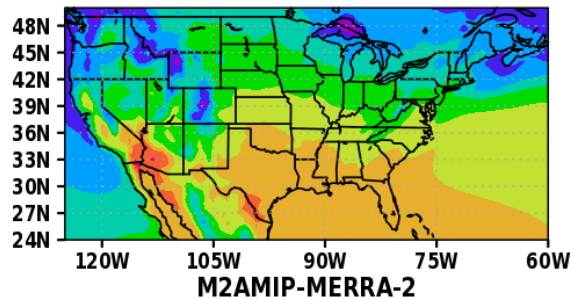 48N
45N
42N
39N
36N
33N
30N
27N
24N
120W 105W 90W 75W 60W
M2AMIP-MERRA-2